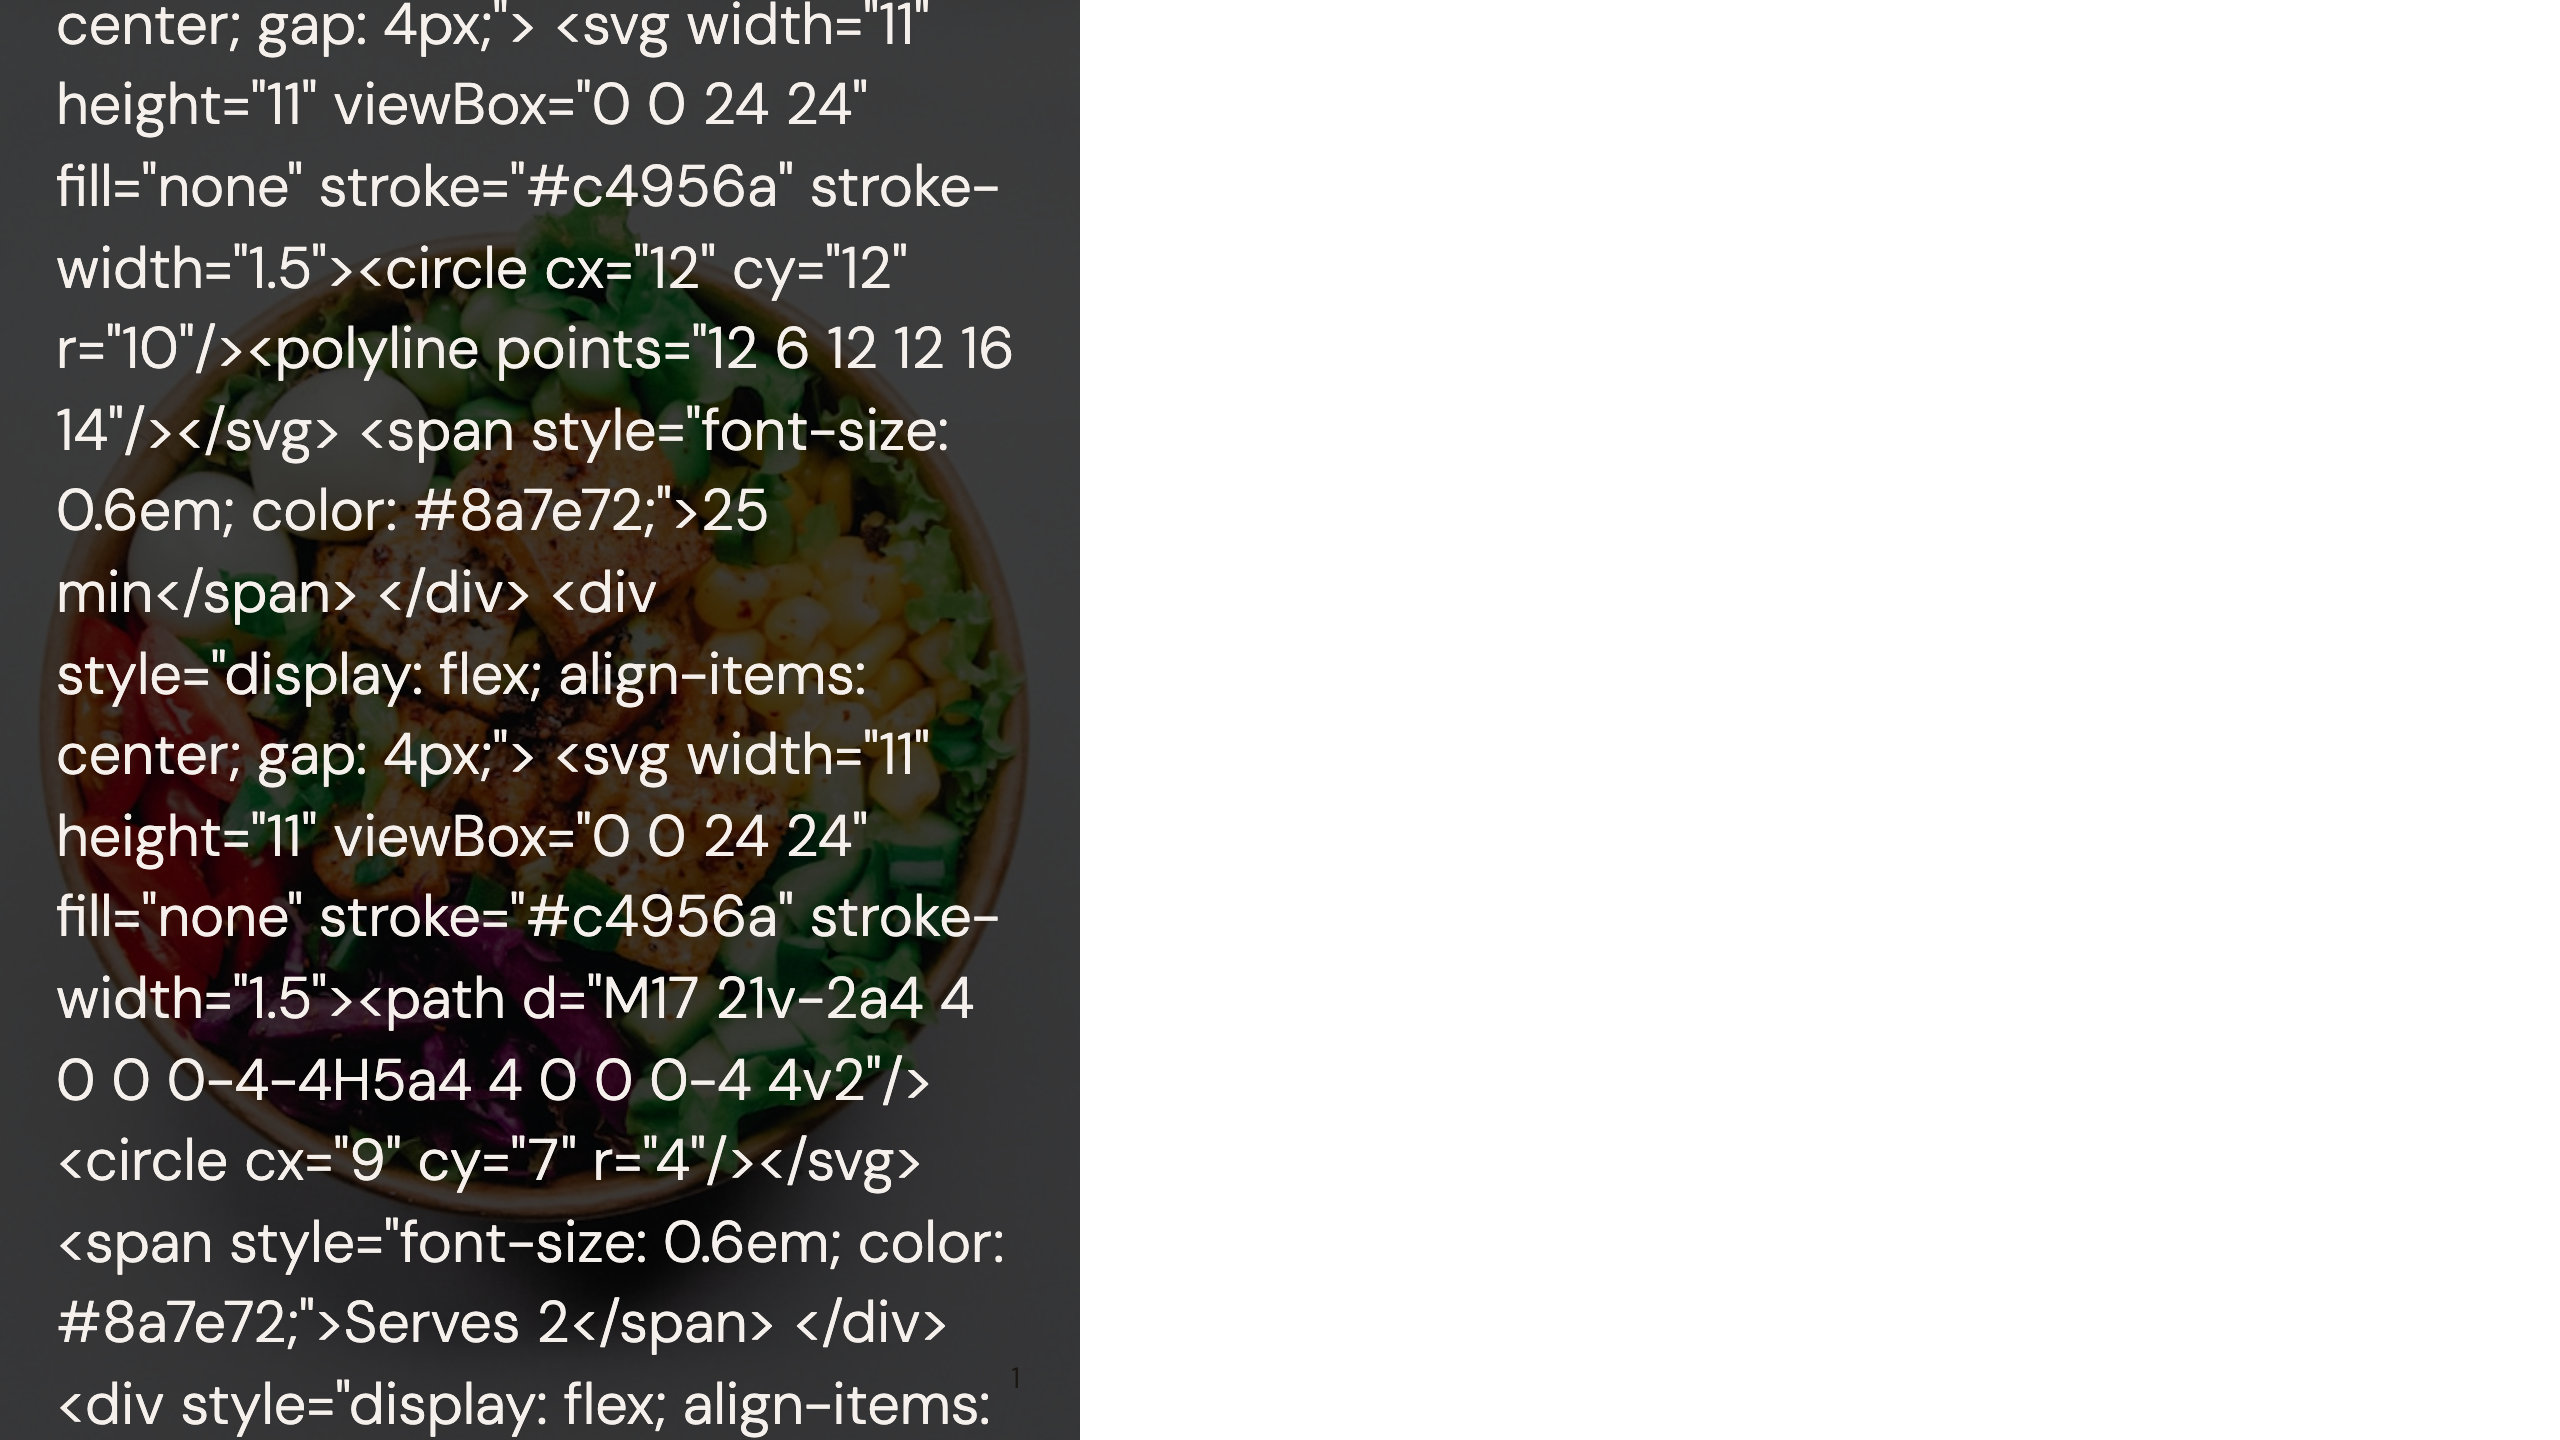 center; gap: 4px;"> <svg width="11"
height="11" viewBox="0 0 24 24"
fill="none" stroke="#c4956a" stroke-
width="1.5"><circle cx="12" cy="12"
r="10"/><polyline points="12 6 12 12 16
14"/></svg> <span style="font-size:
0.6em; color: #8a7e72;">25
min</span> </div> <div
style="display: flex; align-items:
center; gap: 4px;"> <svg width="11"
height="11" viewBox="0 0 24 24"
fill="none" stroke="#c4956a" stroke-
width="1.5"><path d="M17 21v-2a4 4
0 0 0-4-4H5a4 4 0 0 0-4 4v2"/>
<circle cx="9" cy="7" r="4"/></svg>
<span style="font-size: 0.6em; color:
#8a7e72;">Serves 2</span> </div>
<div style="display: flex; align-items:
1